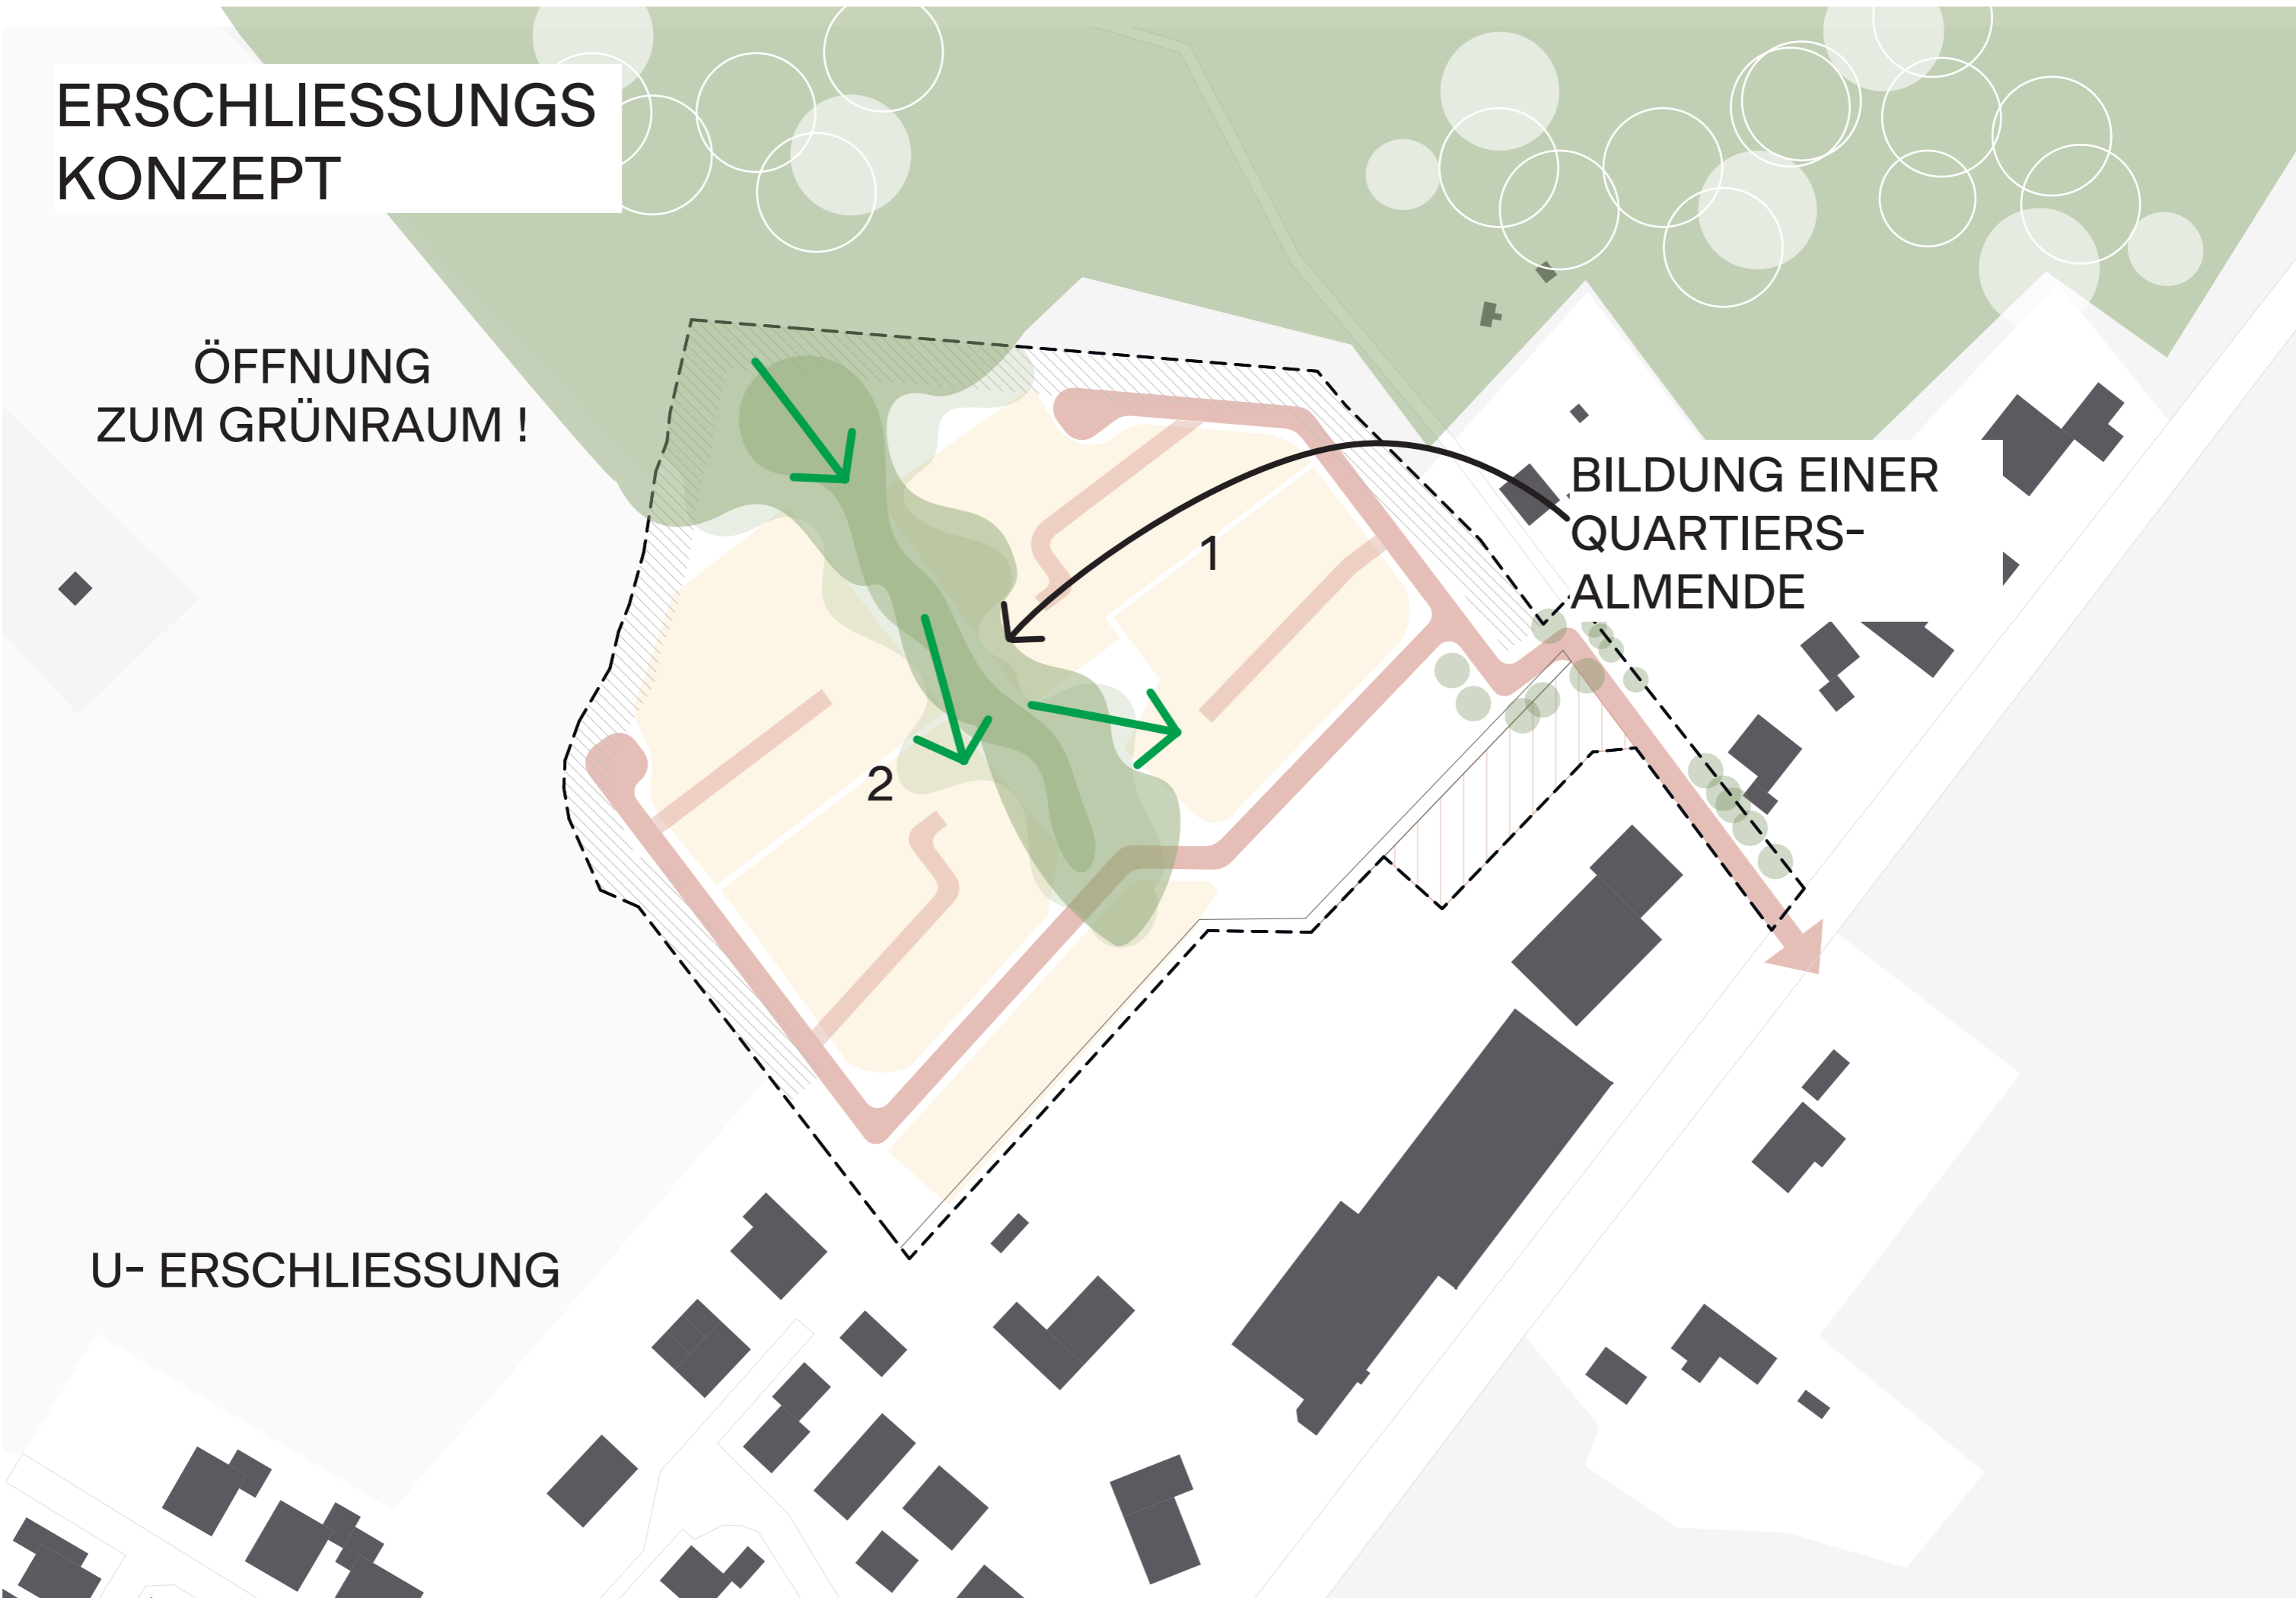 ERSCHLIESSUNGS
KONZEPT
ÖFFNUNG
ZUM GRÜNRAUM !
BILDUNG EINER
QUARTIERS-
ALMENDE
1
2
U- ERSCHLIESSUNG